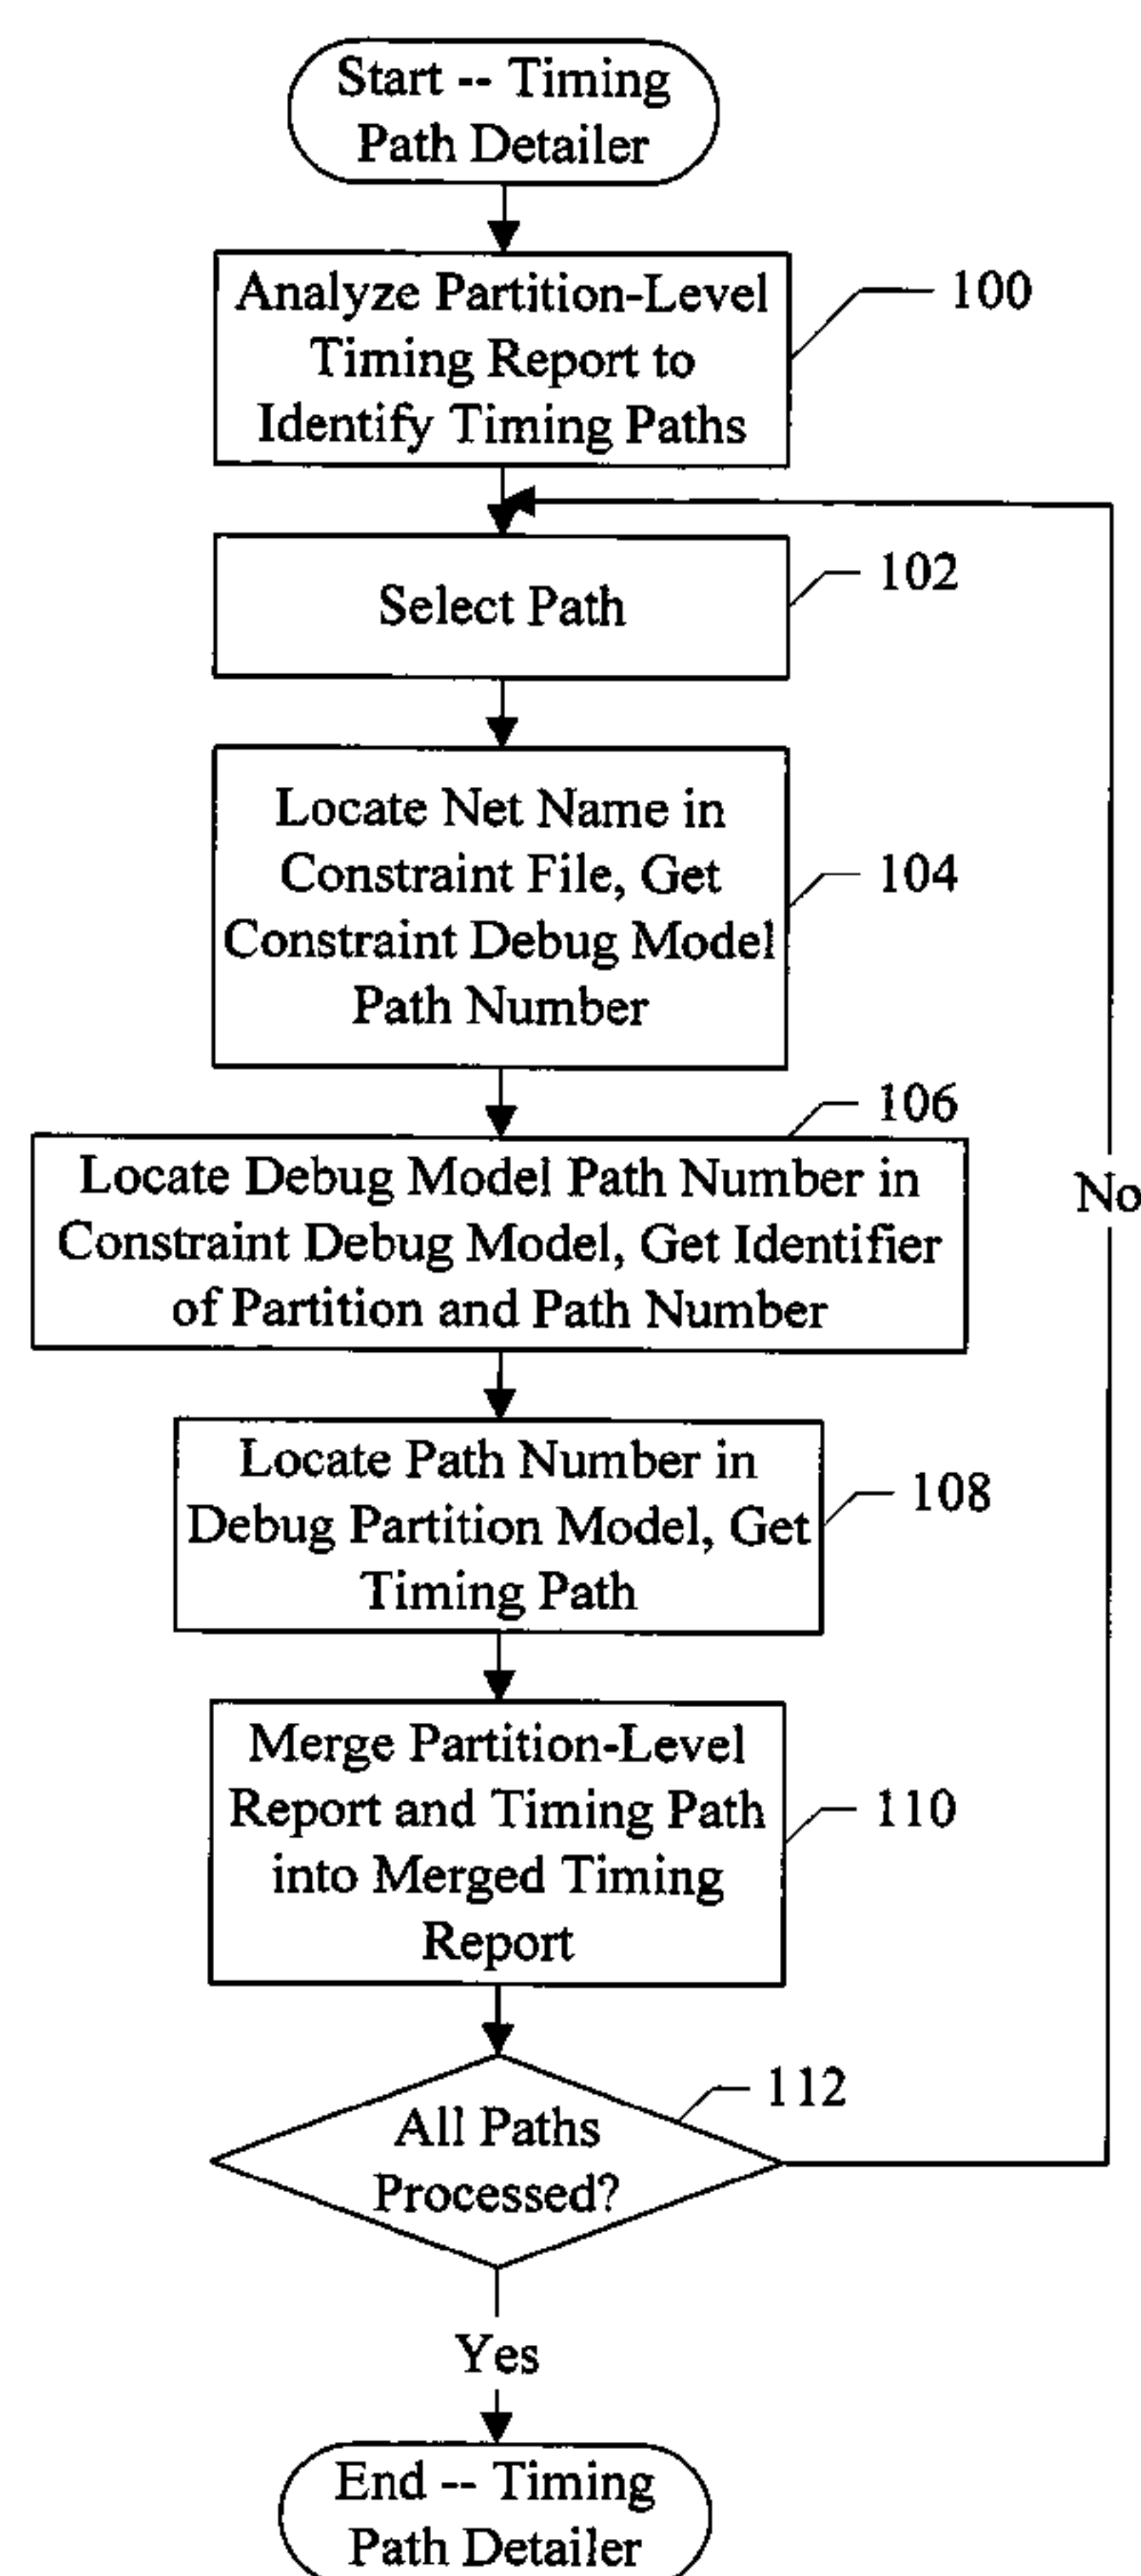 Start -- Timing
Path Detailer
Analyze Partition-Level
Timing Report to
Identify Timing Paths
100
Select Path
102
Locate Net Name in
Constraint File, Get
Constraint Debug Model
Path Number
104
106
Locate Debug Model Path Number in
Constraint Debug Model, Get Identifier
of Partition and Path Number
No
Locate Path Number in
Debug Partition Model, Get
Timing Path
108
Merge Partition-Level
Report and Timing Path
into Merged Timing
Report
110
112
All Paths
Processed?
Yes
End -- Timing
Path Detailer